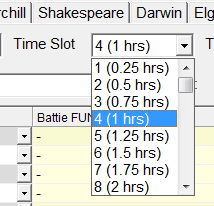 rchill Shakespeare Darwin Elg
Time Slot 4 (1 hrs) T
1 (0.25 hrs)
2 (0.5 hrs)
3 (0.75 hrs)
4 (1 hrs)
Battie FUN
5 (1.25 hrs)
6 (1.5 hrs)
7 (1.75 hrs)
8 (2 hrs)